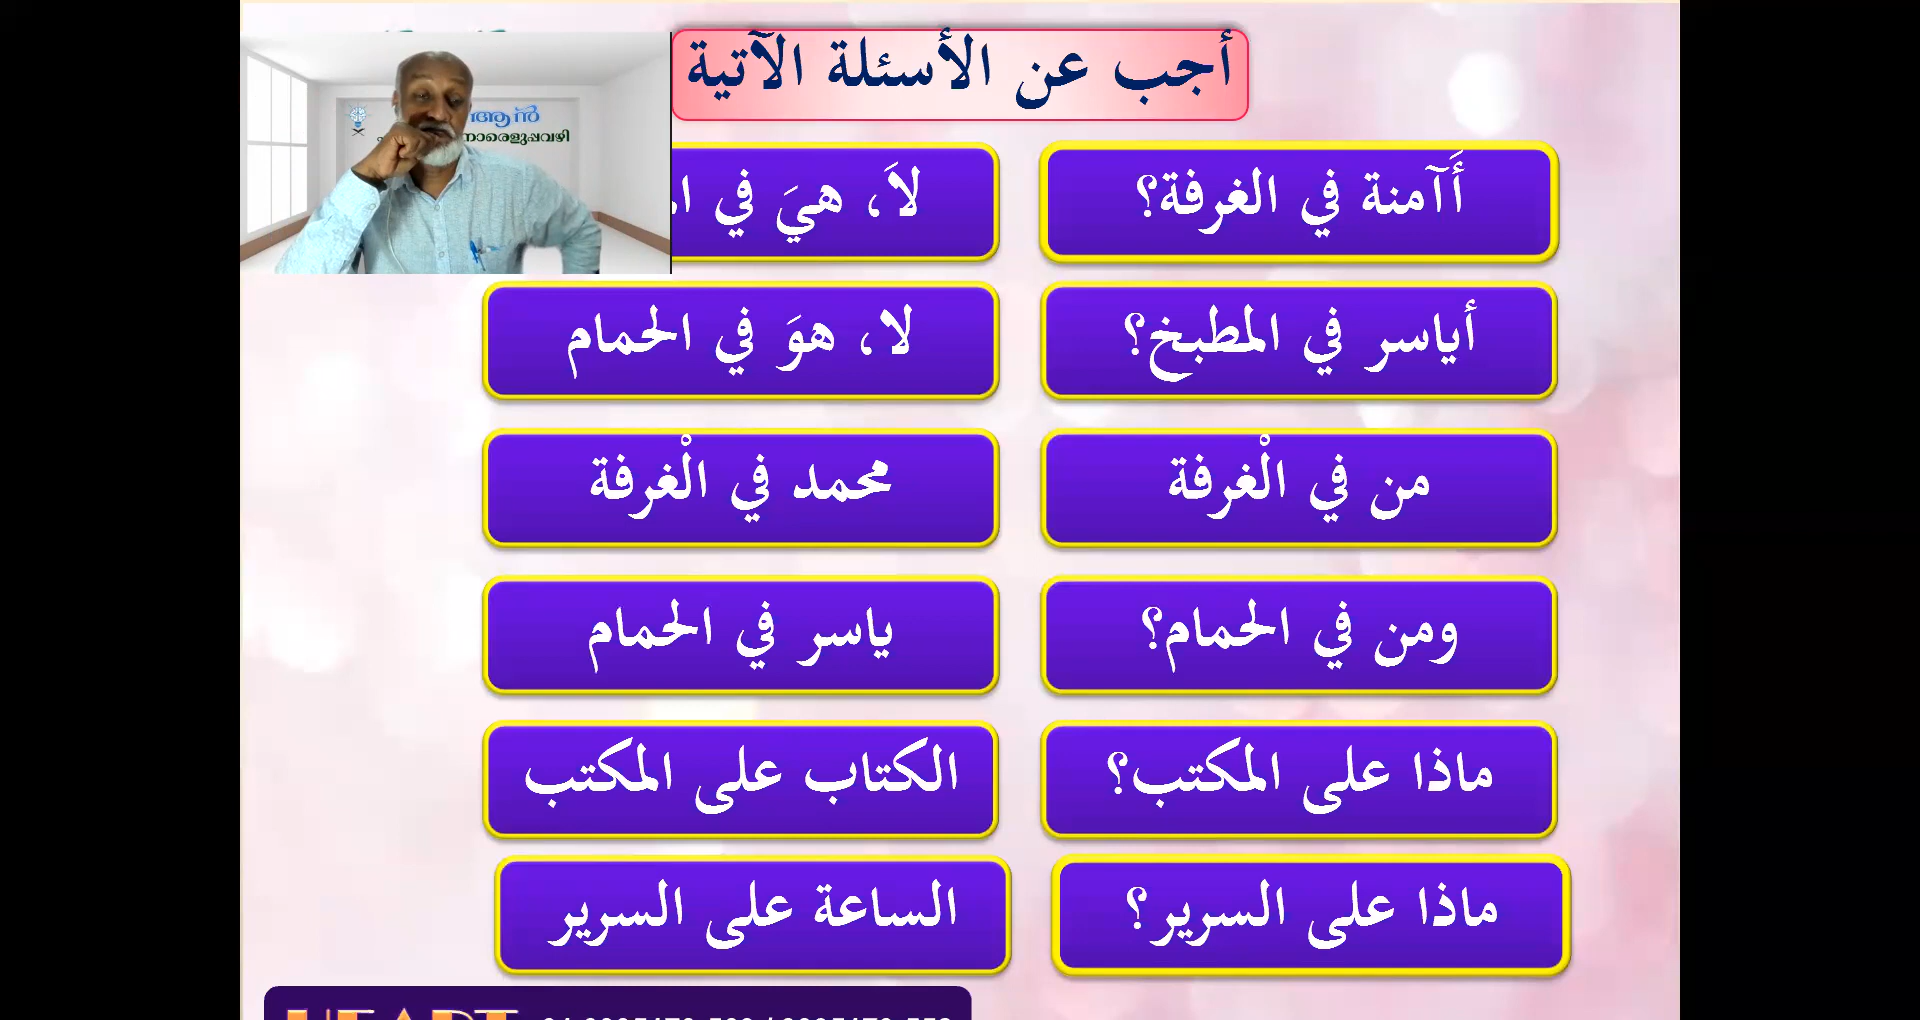 أجب عن الأسئلة الآتية
أَآمنة في الغرفة؟
لاَ، هيَ في
أياسر في المطبخ؟
لا، هوَ في الحمام
من في الْغرفة
محمد في الْغرفة
ومن في الحمام؟
ياسر في الحمام
ماذا على المكتب؟
الكتاب على المكتب
ماذا على السرير؟
الساعة على السرير